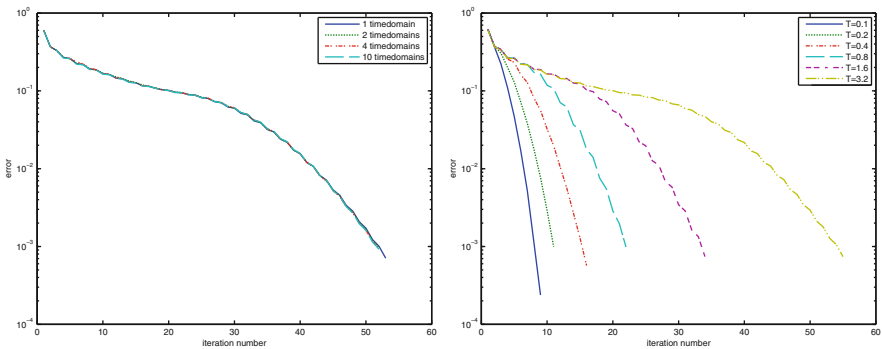 10^0
10^-1
10^-2
10^-3
10^-4
error
0 10 20 30 40 50 60
iteration number
1 timedomain
2 timedomains
4 timedomains
10 timedomains
10^0
10^-1
10^-2
10^-3
10^-4
error
0 10 20 30 40 50 60
iteration number
T=0.1
T=0.2
T=0.4
T=0.8
T=1.6
T=3.2